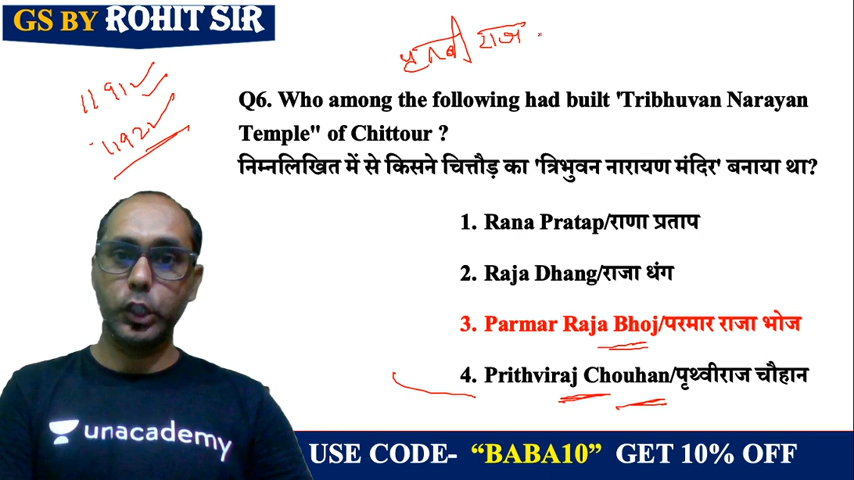 GS BY ROHIT SIR
पृथ्वी राज
1191
1192
Q6. Who among the following had built 'Tribhuvan Narayan
Temple" of Chittour ?
निम्नलिखित में से किसने चित्तौड़ का 'त्रिभुवन नारायण मंदिर' बनाया था?
1. Rana Pratap/राणा प्रताप
2. Raja Dhang/राजा धंग
3. Parmar Raja Bhoj/परमार राजा भोज
4. Prithviraj Chouhan/पृथ्वीराज चौहान
unacademy
USE CODE- “BABA10” GET 10% OFF